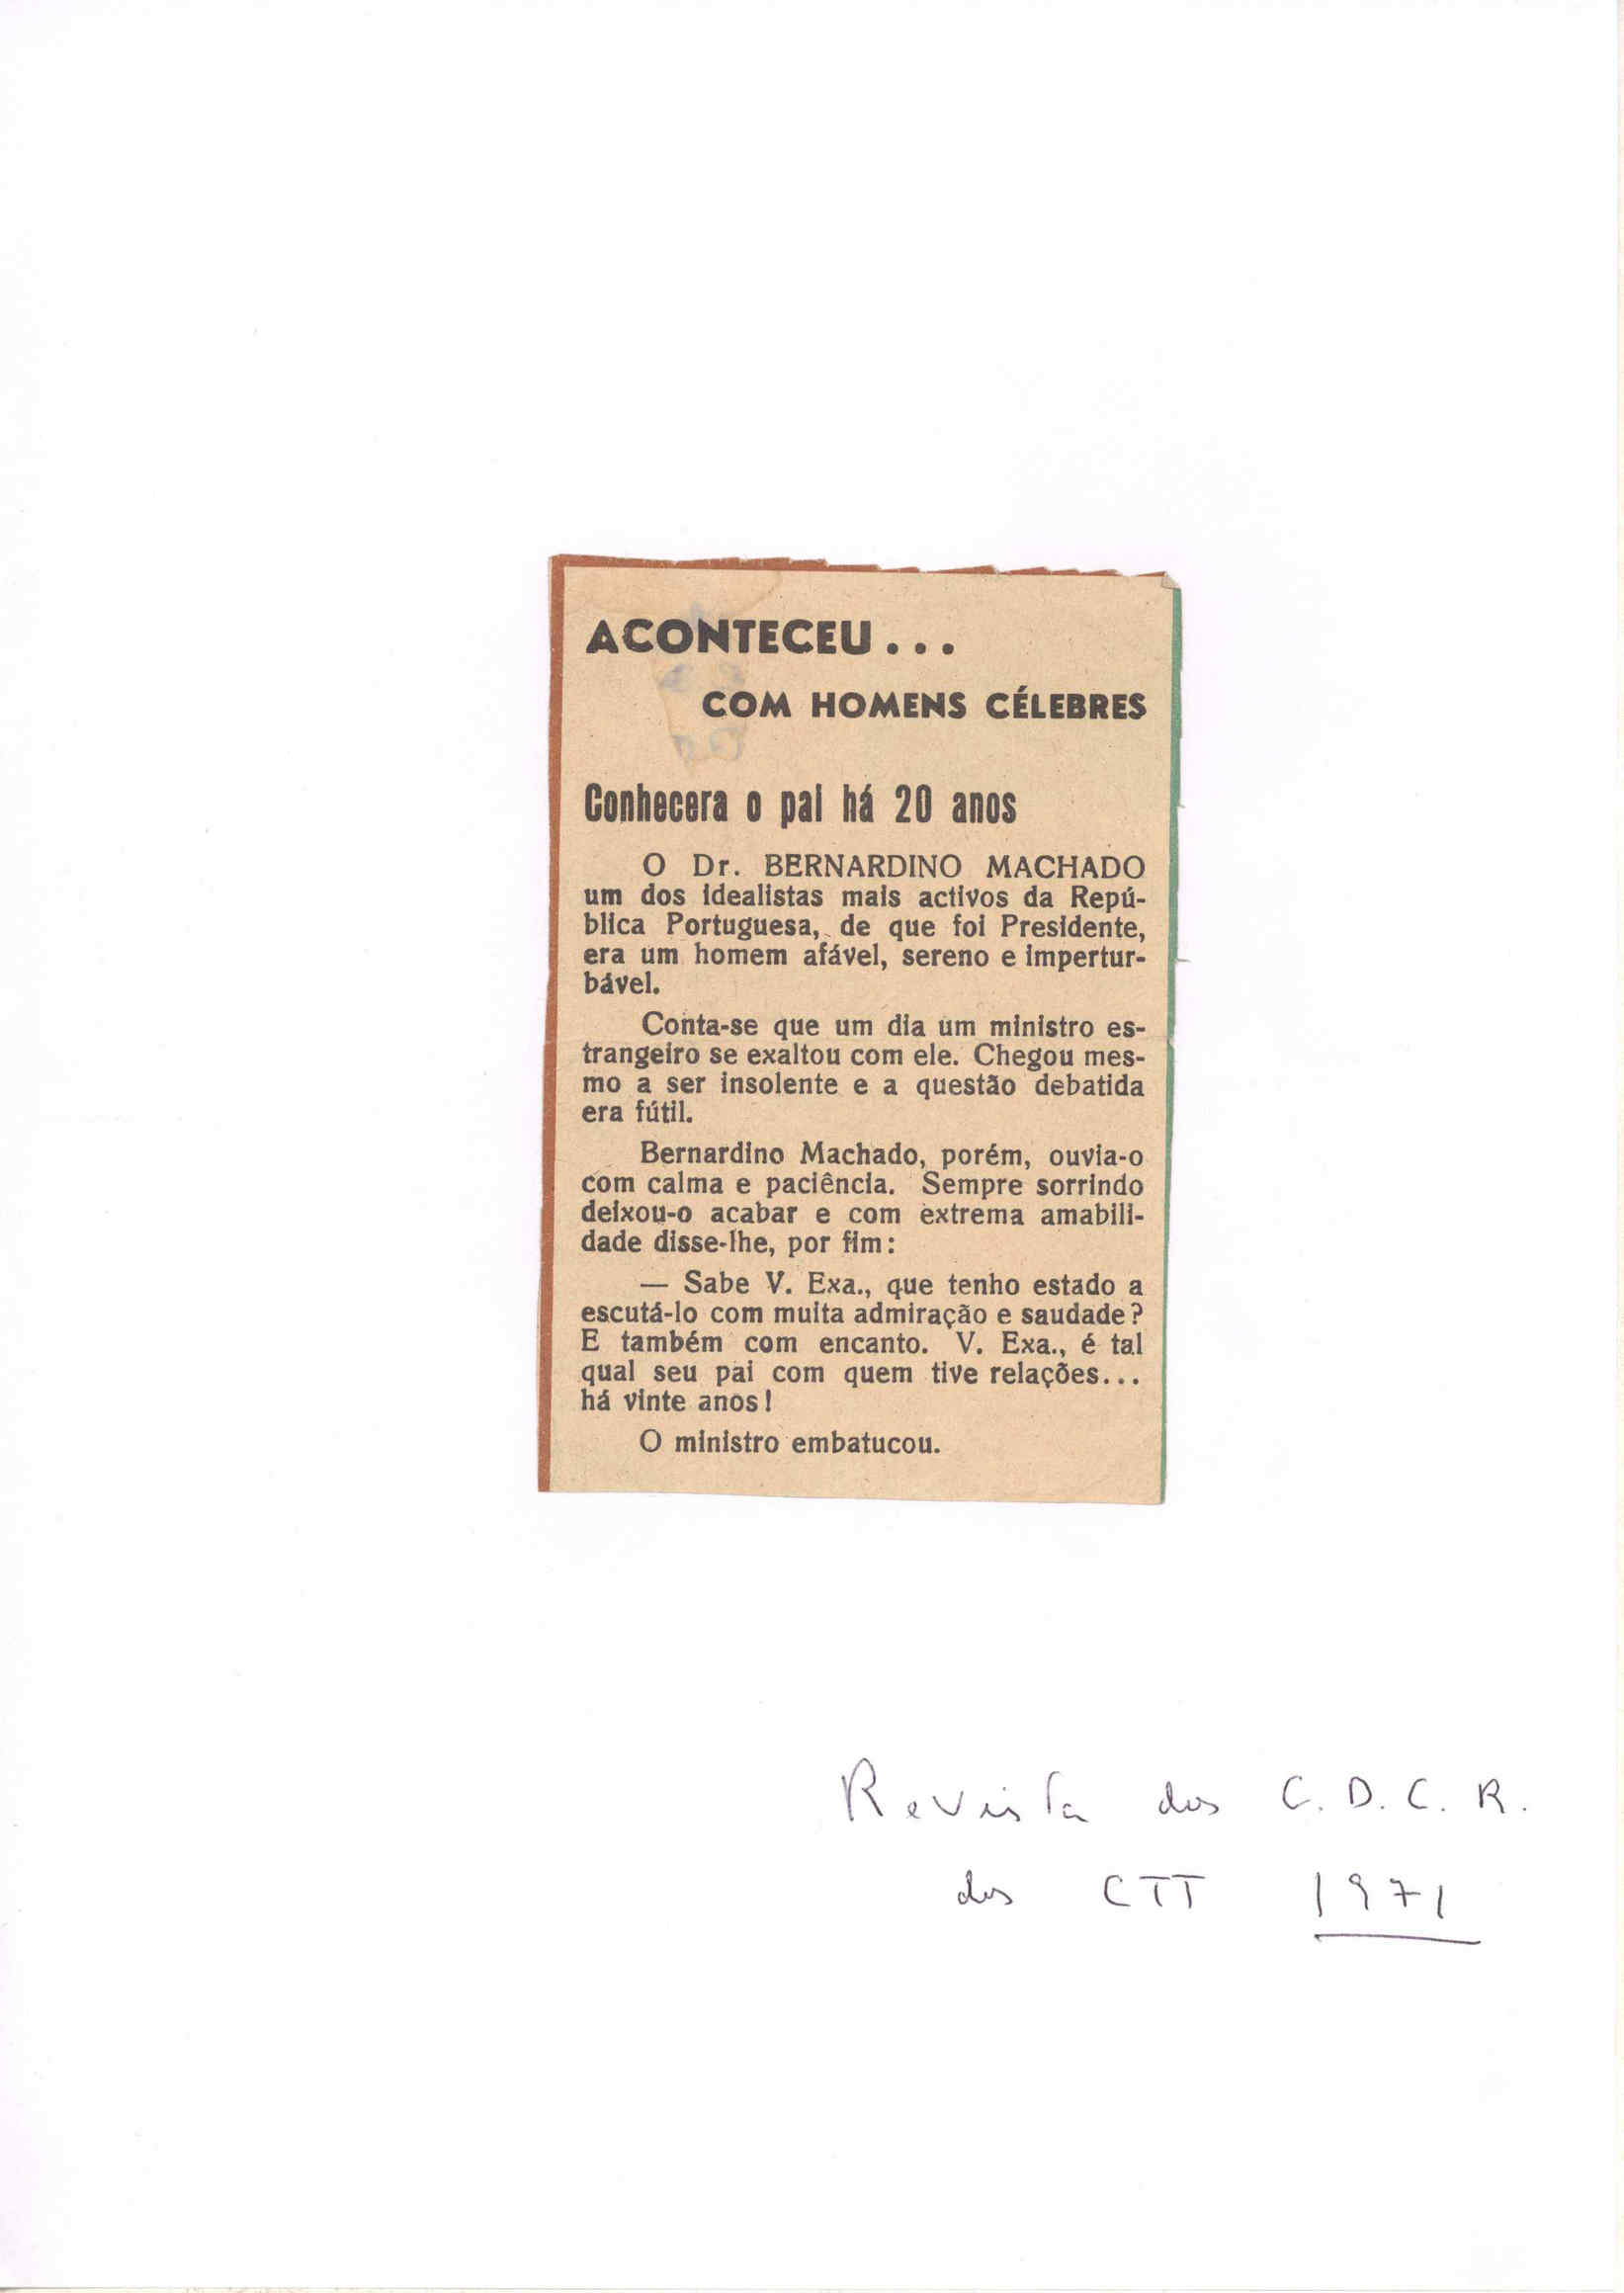 ACONTECEU...
COM HOMENS CÉLEBRES
Conhecera o pai há 20 anos
O Dr. BERNARDINO MACHADO
um dos idealistas mais activos da Repú-
blica Portuguesa, de que foi Presidente,
era um homem afável, sereno e impertur-
bável.
Conta-se que um dia um ministro es-
trangeiro se exaltou com ele. Chegou mes-
mo a ser insolente e a questão debatida
era fútil.
Bernardino Machado, porém, ouvia-o
com calma e paciência. Sempre sorrindo
deixou-o acabar e com extrema amabili-
dade disse-lhe, por fim:
— Sabe V. Exa., que tenho estado a
escutá-lo com muita admiração e saudade?
E também com encanto. V. Exa., é tal
qual seu pai com quem tive relações...
há vinte anos!
O ministro embatucou.
Revista dos C. D. C. R.
dos CTT 1971